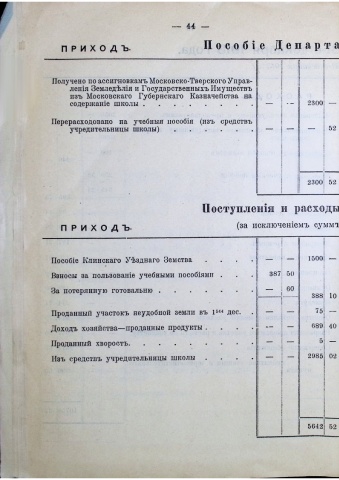 — 44 —
ПРИХОДЪ. Пособіе Департа
Получено по ассигновкамъ Московско-Тверского Управ-
ленія Земледѣлія и Государственныхъ Имуществъ
изъ Московскаго Губернскаго Казначейства на
содержаніе школы . . . . . . . . — — 2300 —
Перерасходовано на учебныя пособія (изъ средствъ
учредительницы школы) . . . . . . — — — 52
2300 52
Поступленія и расходы
ПРИХОДЪ. (за исключеніемъ суммъ
Пособіе Клинскаго Уѣзднаго Земства . . . . . 1500 —
Взносы за пользованіе учебными пособіями . . . . 387 50
За потерянную готовальню . . . . . . . — 60
388 10
Проданный участокъ неудобной земли въ дес. . — — 75 —
Доходъ хозяйства—проданные продукты . . . . — — 689 40
Проданный хворостъ. . . . . . . . . — — 5 —
Изъ средствъ учредительницы школы . . . . . — — 2985 02
5642 52